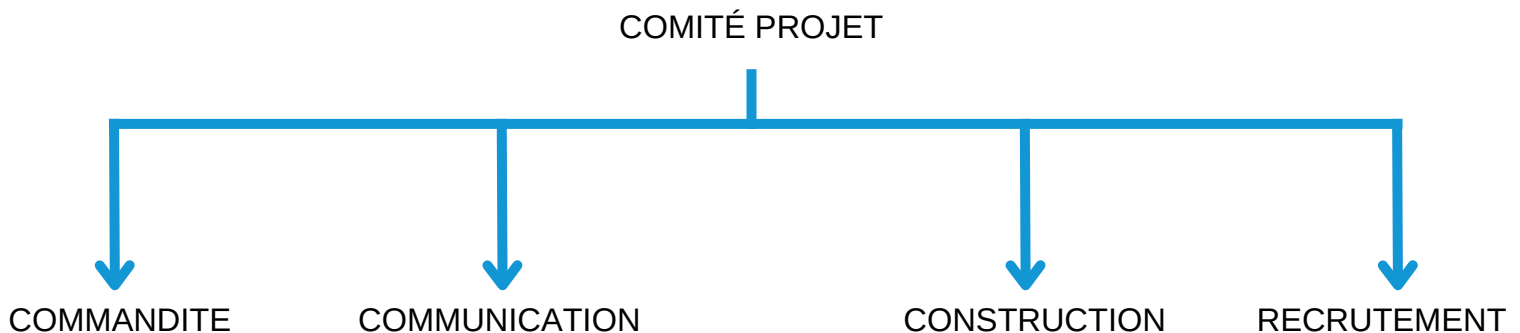 COMITÉ PROJET
COMMANDITE
COMMUNICATION
CONSTRUCTION
RECRUTEMENT